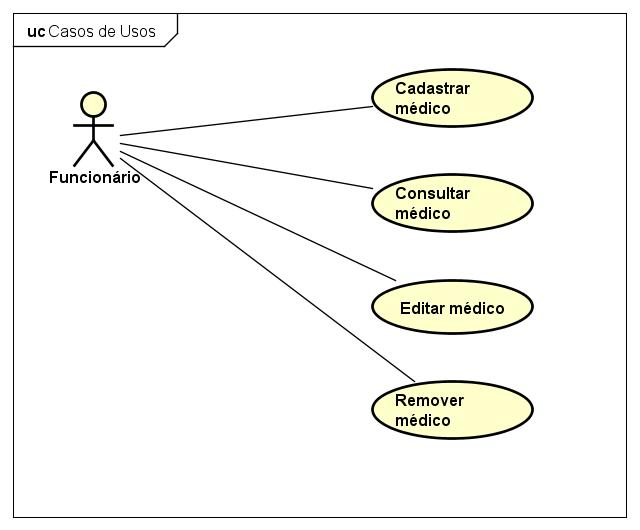 uc Casos de Usos
Cadastrar
médico
Funcionário
Consultar
médico
Editar médico
Remover
médico